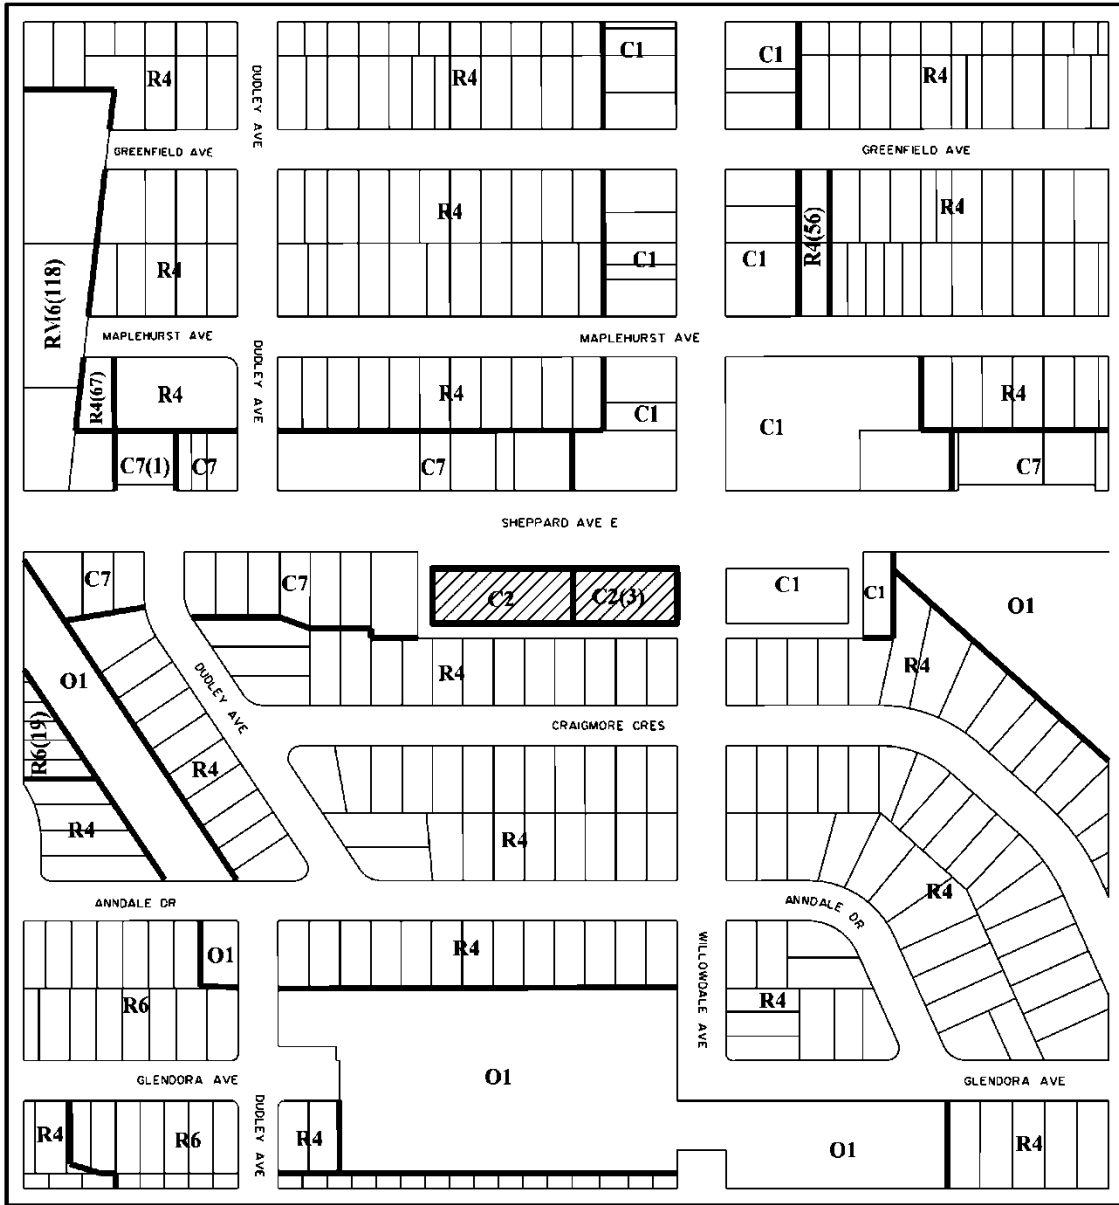 R4
DUDLEY AVE
R4
C1
C1
R4
GREENFIELD AVE
GREENFIELD AVE
RM6(118)
R4
R4
R4(56)
R4
C1
C1
MAPLEHURST AVE
MAPLEHURST AVE
R4(67)
R4
DUDLEY AVE
R4
C1
C1
R4
C7(1)
C7
C7
C7
SHEPPARD AVE E
C7
C7
C2
C2(3)
C1
C1
O1
O1
DUDLEY AVE
R4
R4
R6(19)
CRAIGMORE CRES
R4
R4
R4
R4
ANNDALE DR
ANNDALE DR
O1
R4
WILLOWDALE AVE
R6
R4
O1
GLENDORA AVE
GLENDORA AVE
R4
R6
DUDLEY AVE
R4
O1
R4